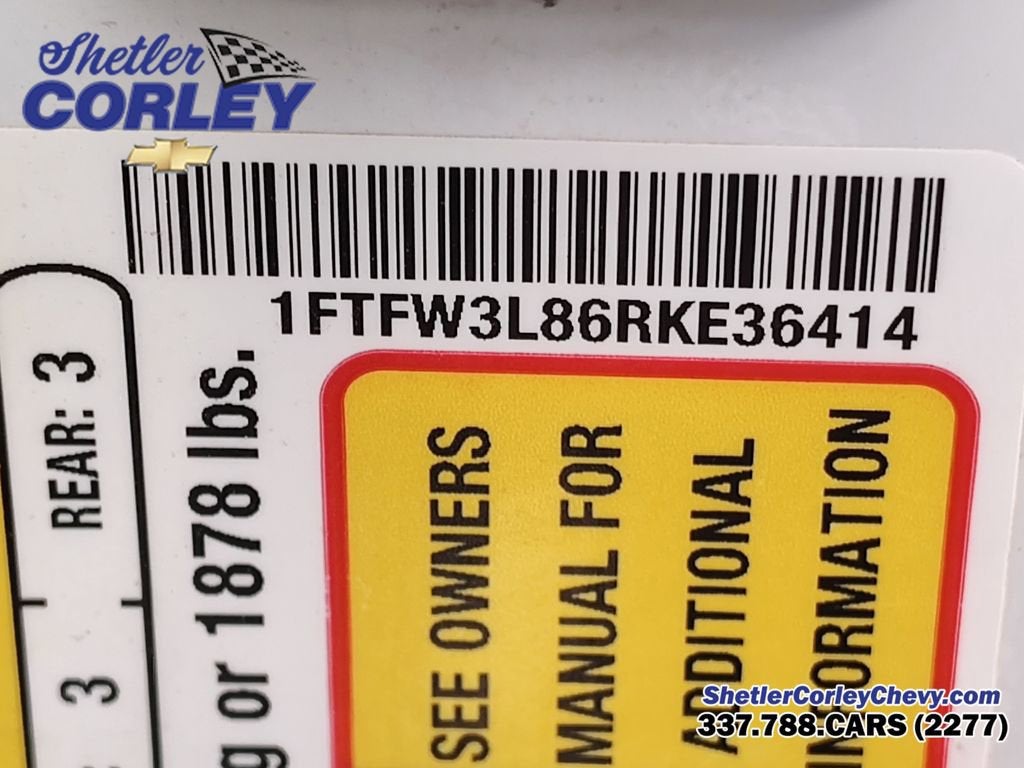 Shetler
CORLEY
1FTFW3L86RKE36414
REAR: 3
3
g or 1878 lbs.
SEE OWNERS
MANUAL FOR
ADDITIONAL
INFORMATION
ShetlerCorleyChevy.com
337.788.CARS (2277)